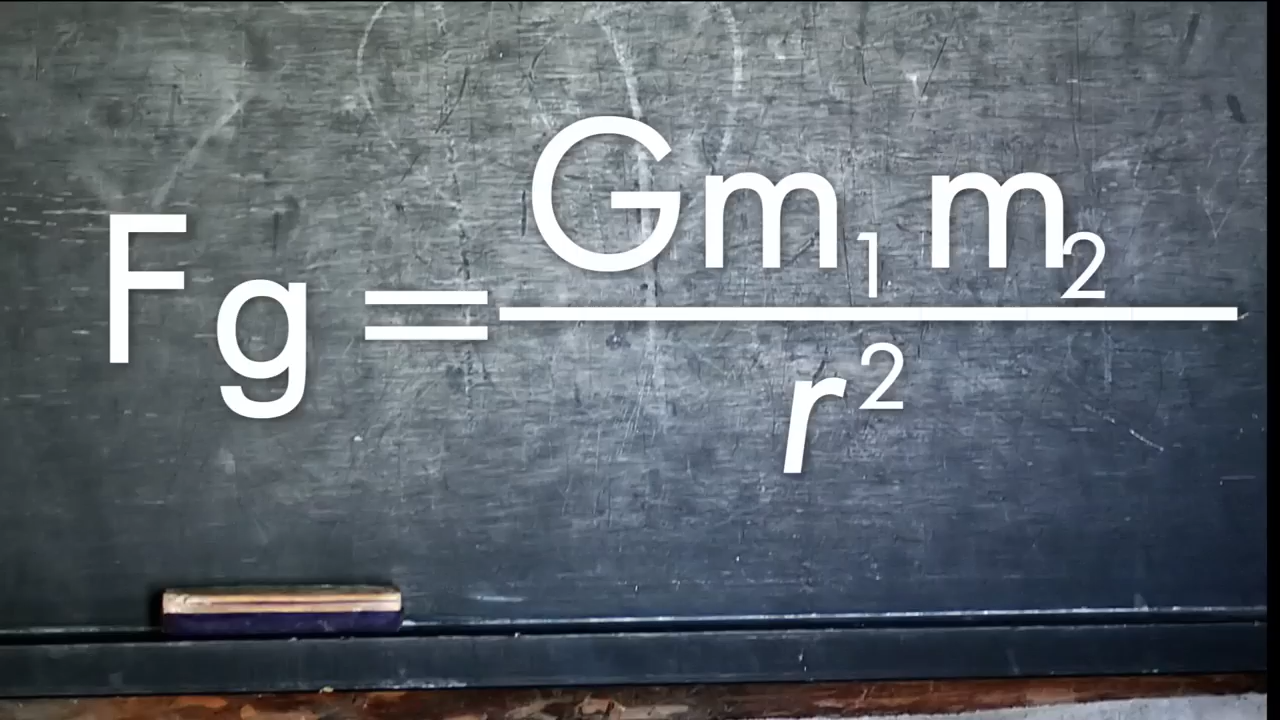 Fg = Gm₁ m₂
r²